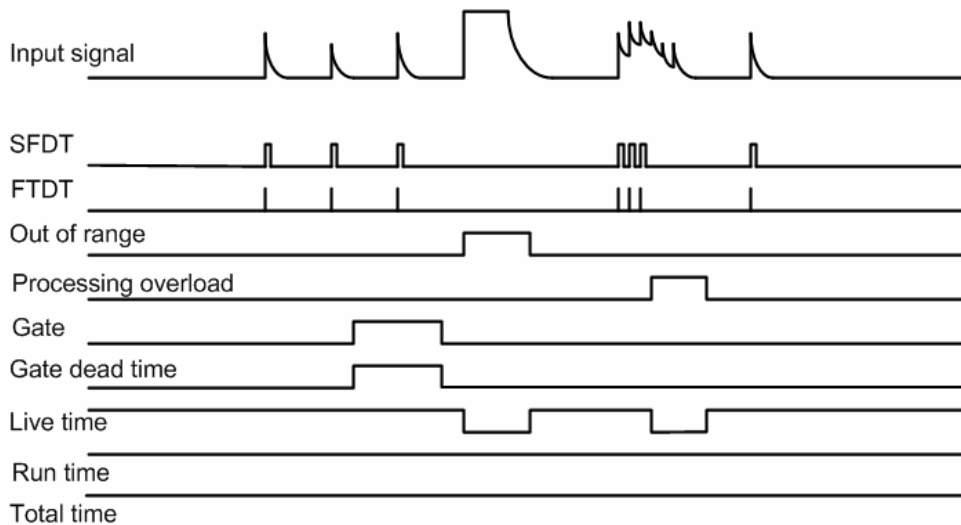 Input signal
SFDT
FTDT
Out of range
Processing overload
Gate
Gate dead time
Live time
Run time
Total time